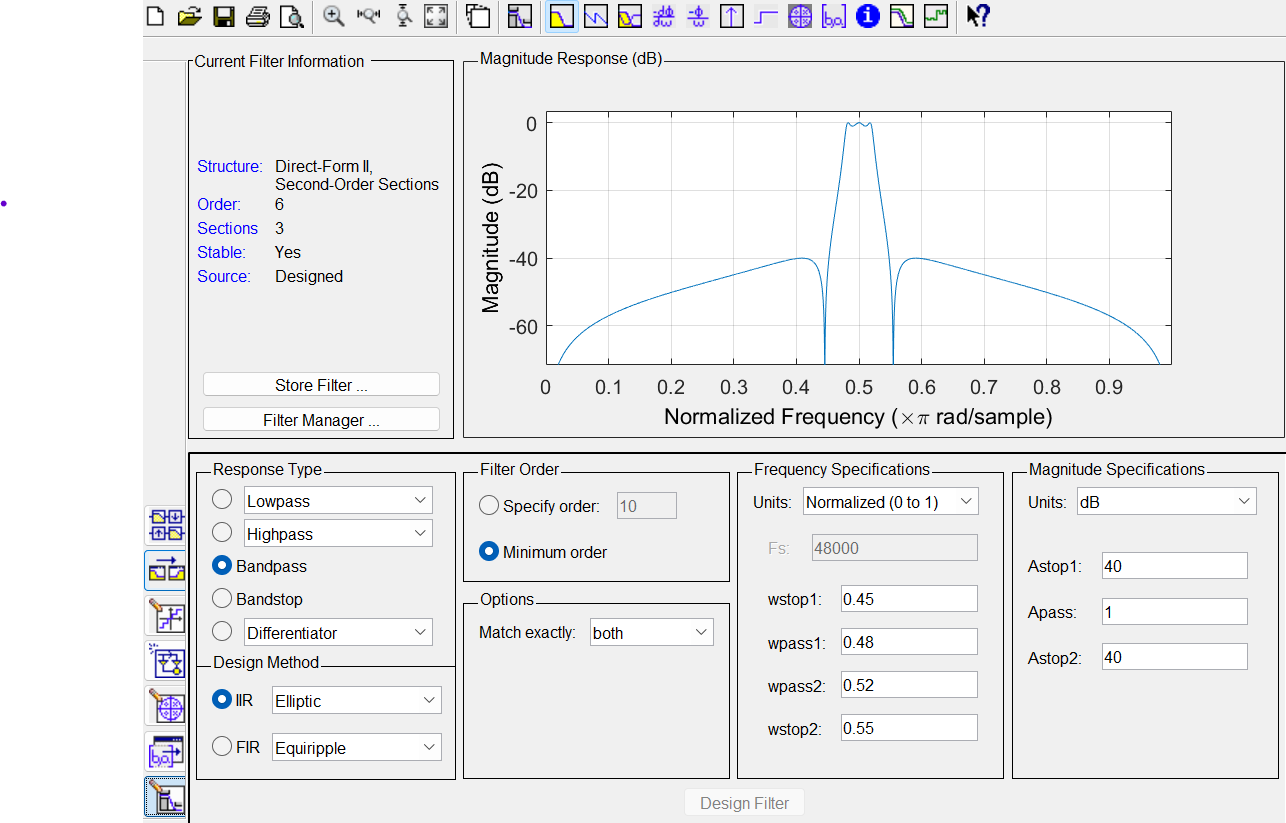 Current Filter Information
Structure: Direct-Form II,
Second-Order Sections
Order: 6
Sections 3
Stable: Yes
Source: Designed
Store Filter ...
Filter Manager ...
Magnitude Response (dB)
0
-20
-40
-60
Magnitude (dB)
0 0.1 0.2 0.3 0.4 0.5 0.6 0.7 0.8 0.9
Normalized Frequency (×π rad/sample)
Response Type
Lowpass
Highpass
Bandpass
Bandstop
Differentiator
Design Method
IIR Elliptic
FIR Equiripple
Filter Order
Specify order: 10
Minimum order
Options
Match exactly: both
Frequency Specifications
Units: Normalized (0 to 1)
Fs: 48000
wstop1: 0.45
wpass1: 0.48
wpass2: 0.52
wstop2: 0.55
Magnitude Specifications
Units: dB
Astop1: 40
Apass: 1
Astop2: 40
Design Filter